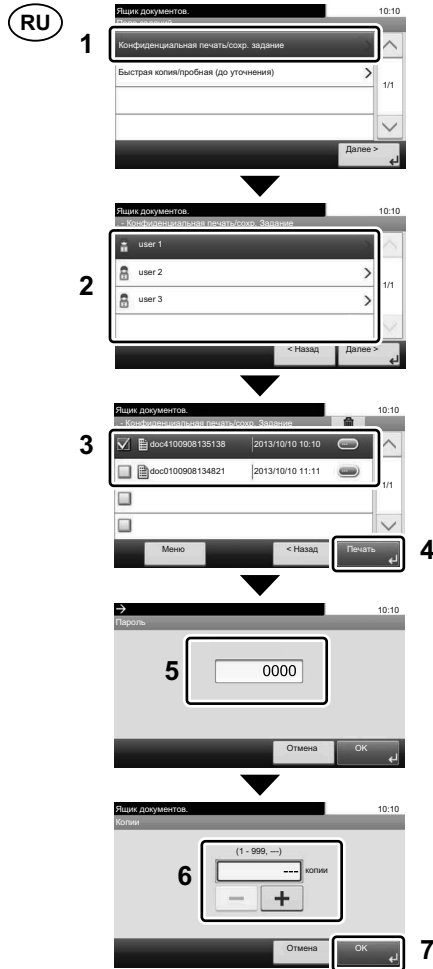 RU
Ящик документов. 10:10
Поле заданий
1
Конфиденциальная печать/сохр. задание
Быстрая копия/пробная (до уточнения)
1/1
Далее >
Ящик документов. 10:10
- Конфиденциальная печать/сохр. Задание
2
user 1
user 2
user 3
1/1
< Назад Далее >
Ящик документов. 10:10
- Конфиденциальная печать/сохр. Задание
3
doc4100908135138 2013/10/10 10:10
doc0100908134821 2013/10/10 11:11
1/1
Меню < Назад Печать
4
10:10
Пароль
5
0000
Отмена OK
Ящик документов. 10:10
Копии
6
(1 - 999, ---)
--- копии
Отмена OK
7